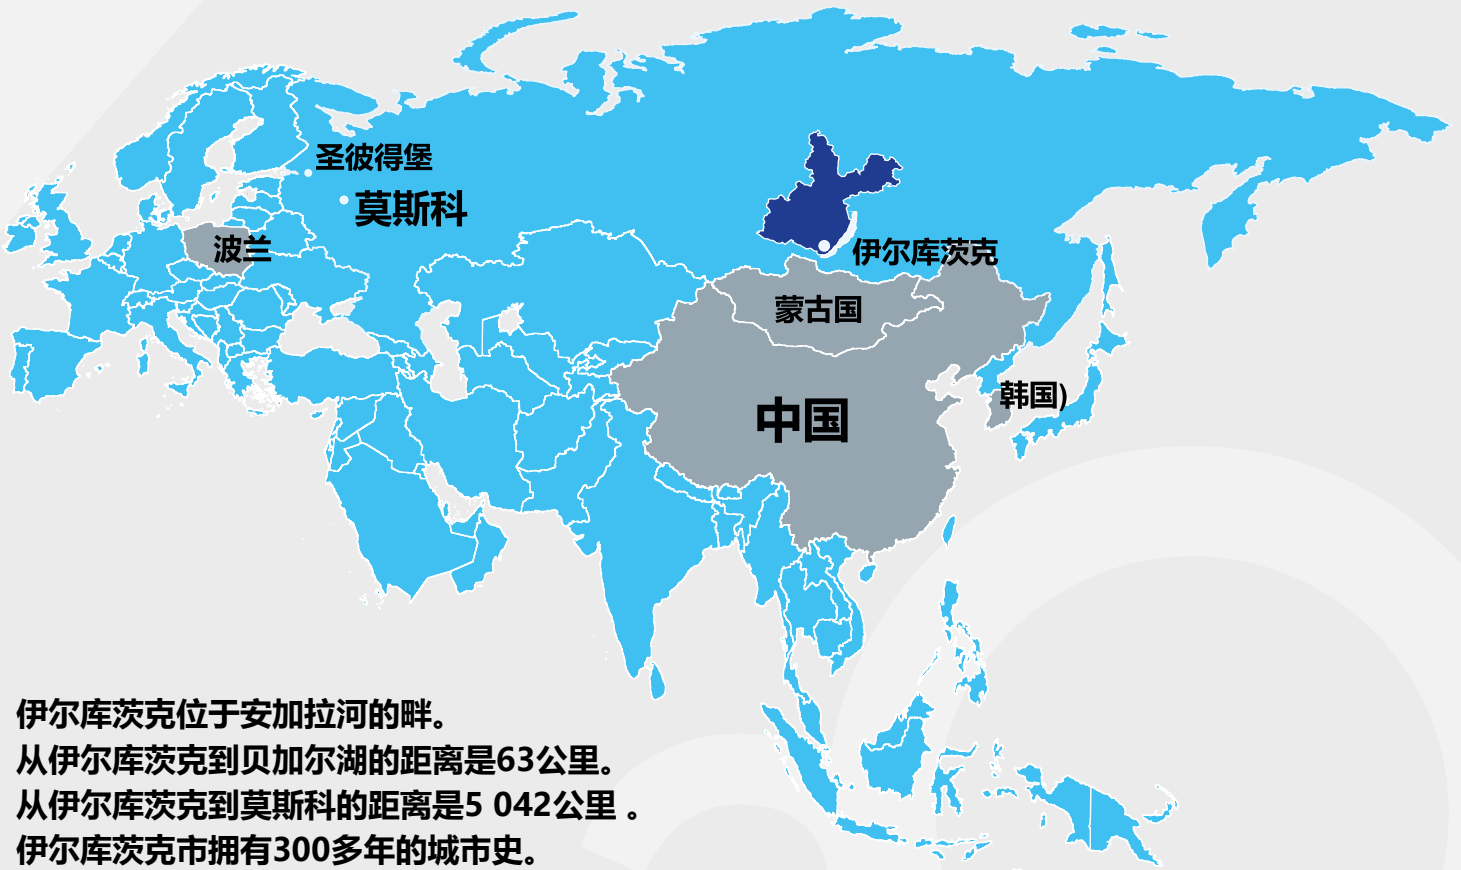 圣彼得堡
莫斯科
波兰
伊尔库茨克
蒙古国
韩国)
中国
伊尔库茨克位于安加拉河的畔。
从伊尔库茨克到贝加尔湖的距离是63公里。
从伊尔库茨克到莫斯科的距离是5 042公里 。
伊尔库茨克市拥有300多年的城市史。